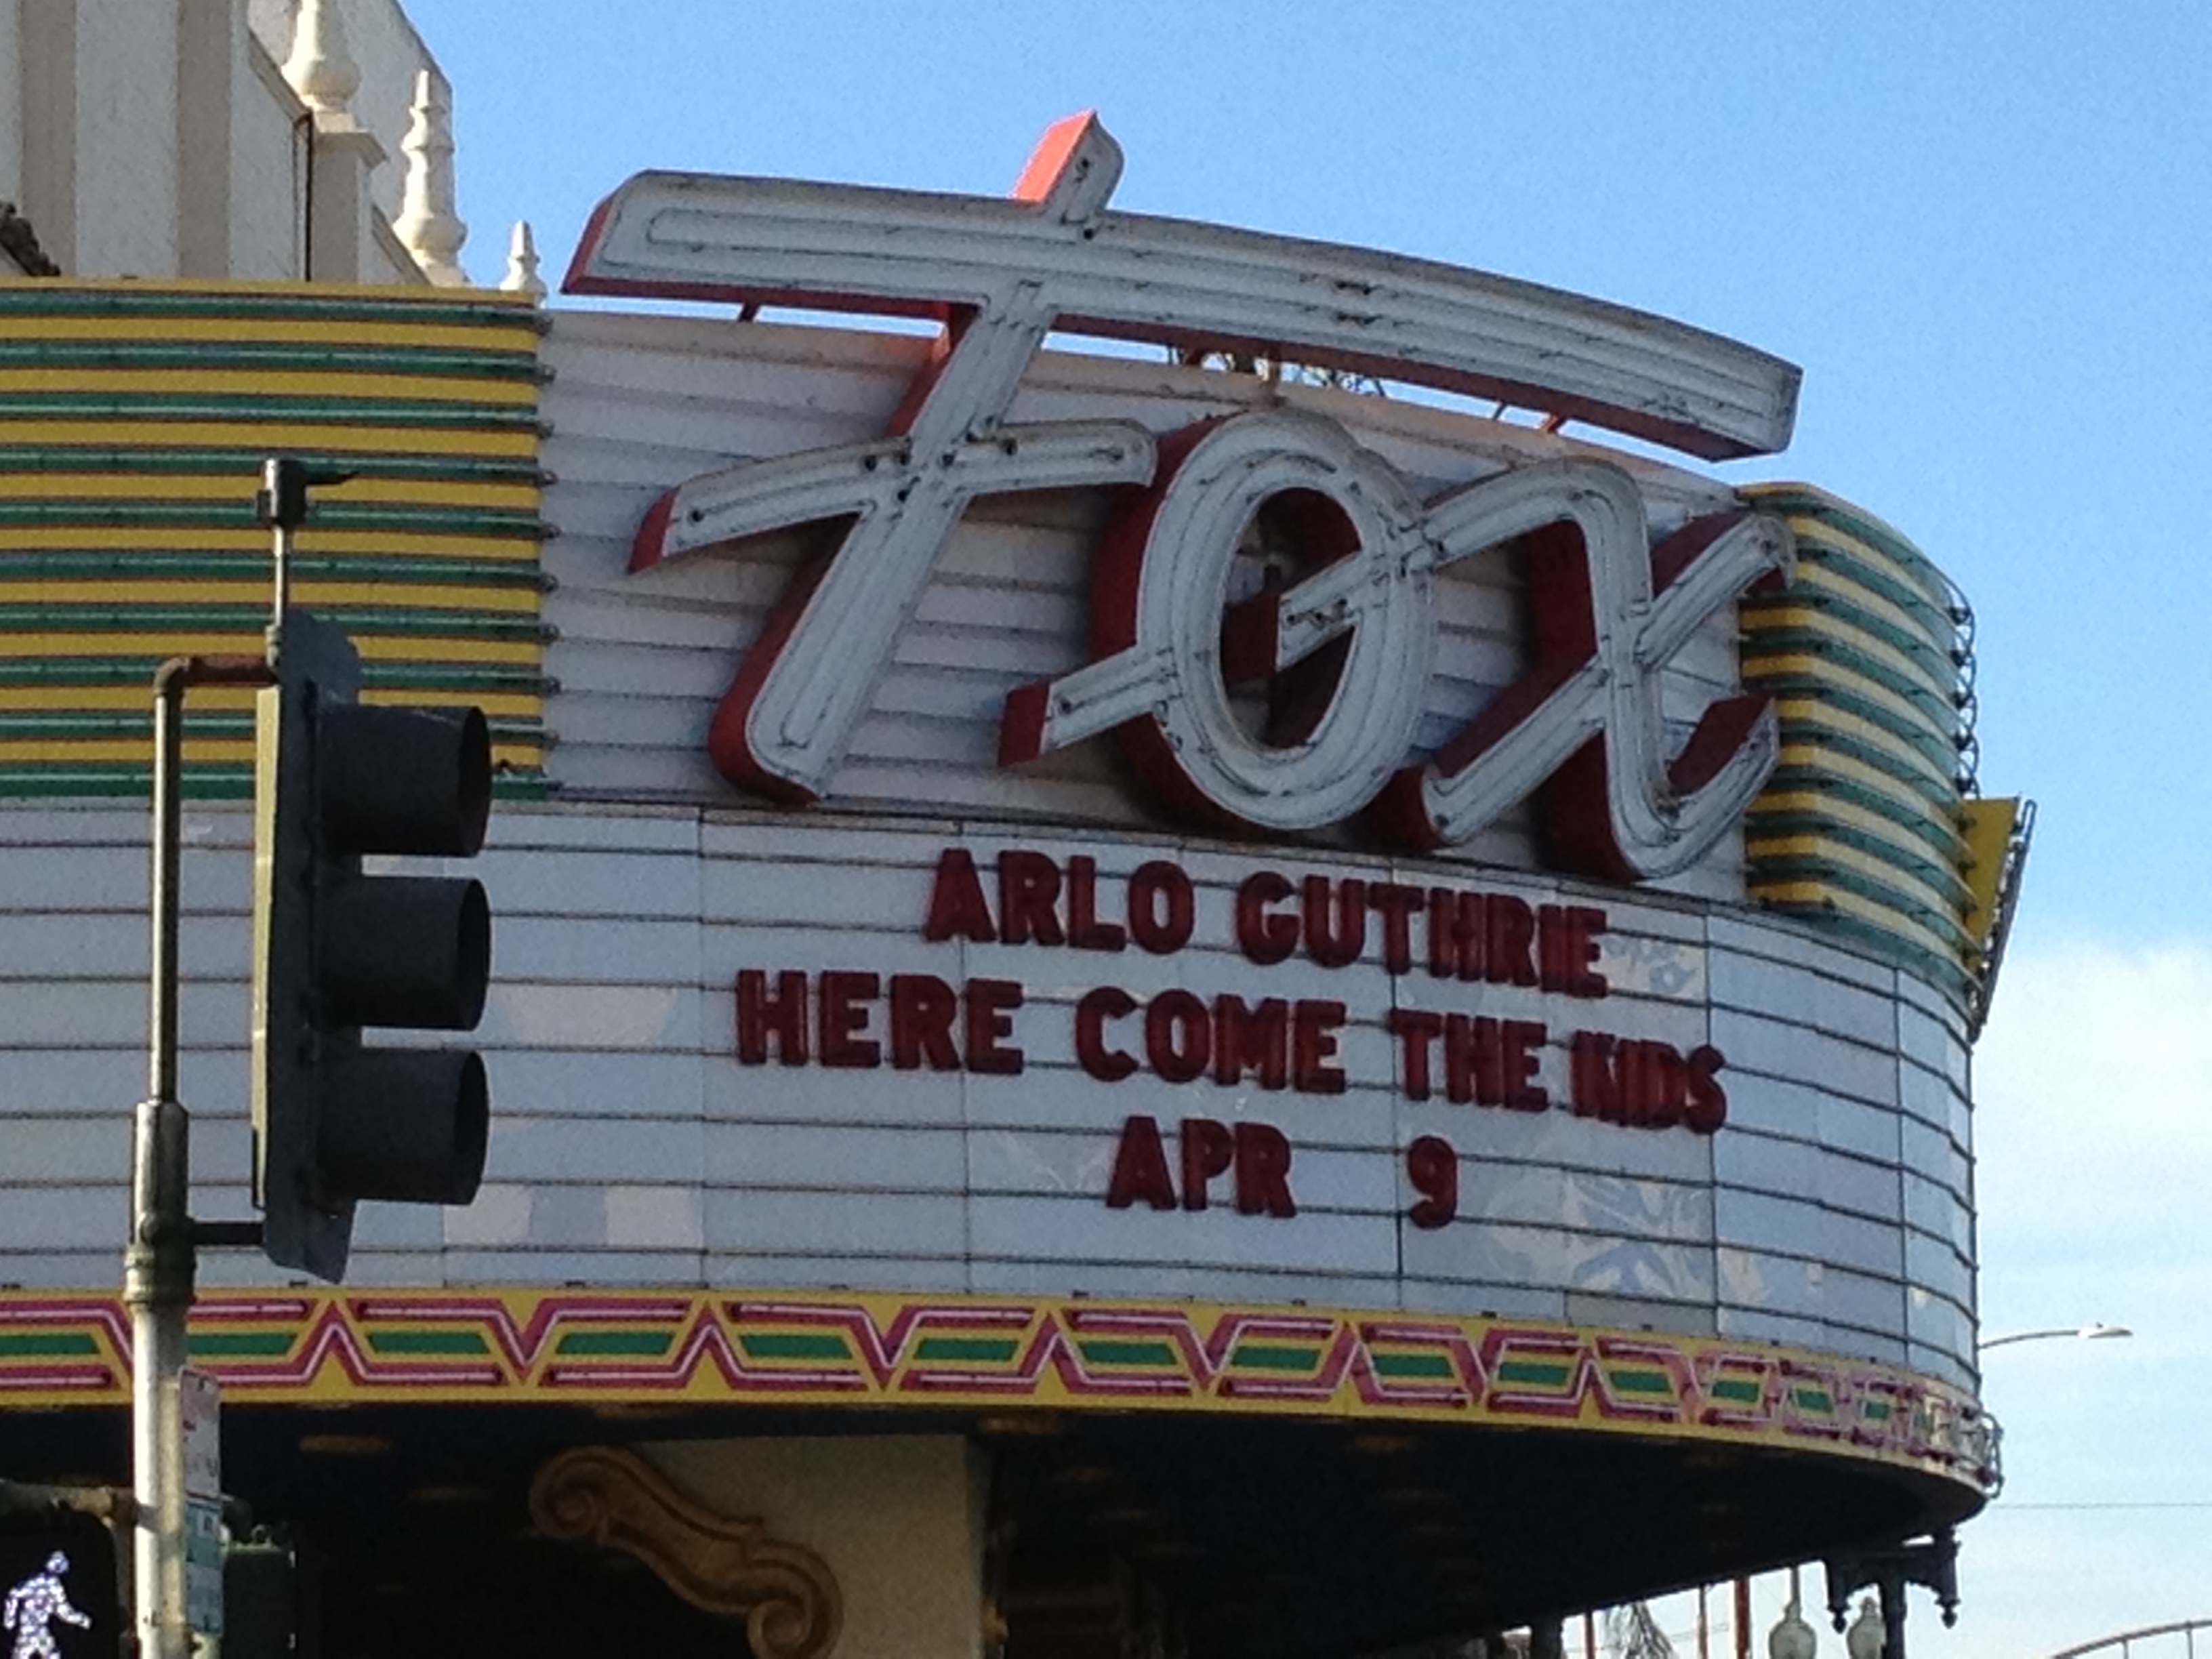 Fox
ARLO GUTHRIE
HERE COME THE KIDS
APR 9